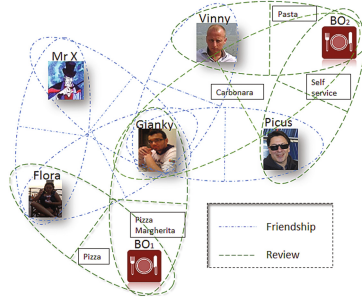 Vinny
Pasta
BO2
Mr X
Self
service
Carbonara
Gianky
Picus
Flora
Pizza
Margherita
Friendship
Pizza
BO1
Review